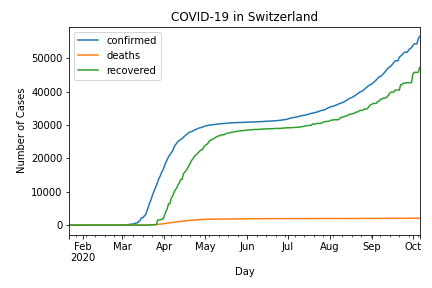 COVID-19 in Switzerland
confirmed
deaths
recovered
Number of Cases
50000
40000
30000
20000
10000
0
Feb
2020
Mar
Apr
May
Jun
Jul
Aug
Sep
Oct
Day